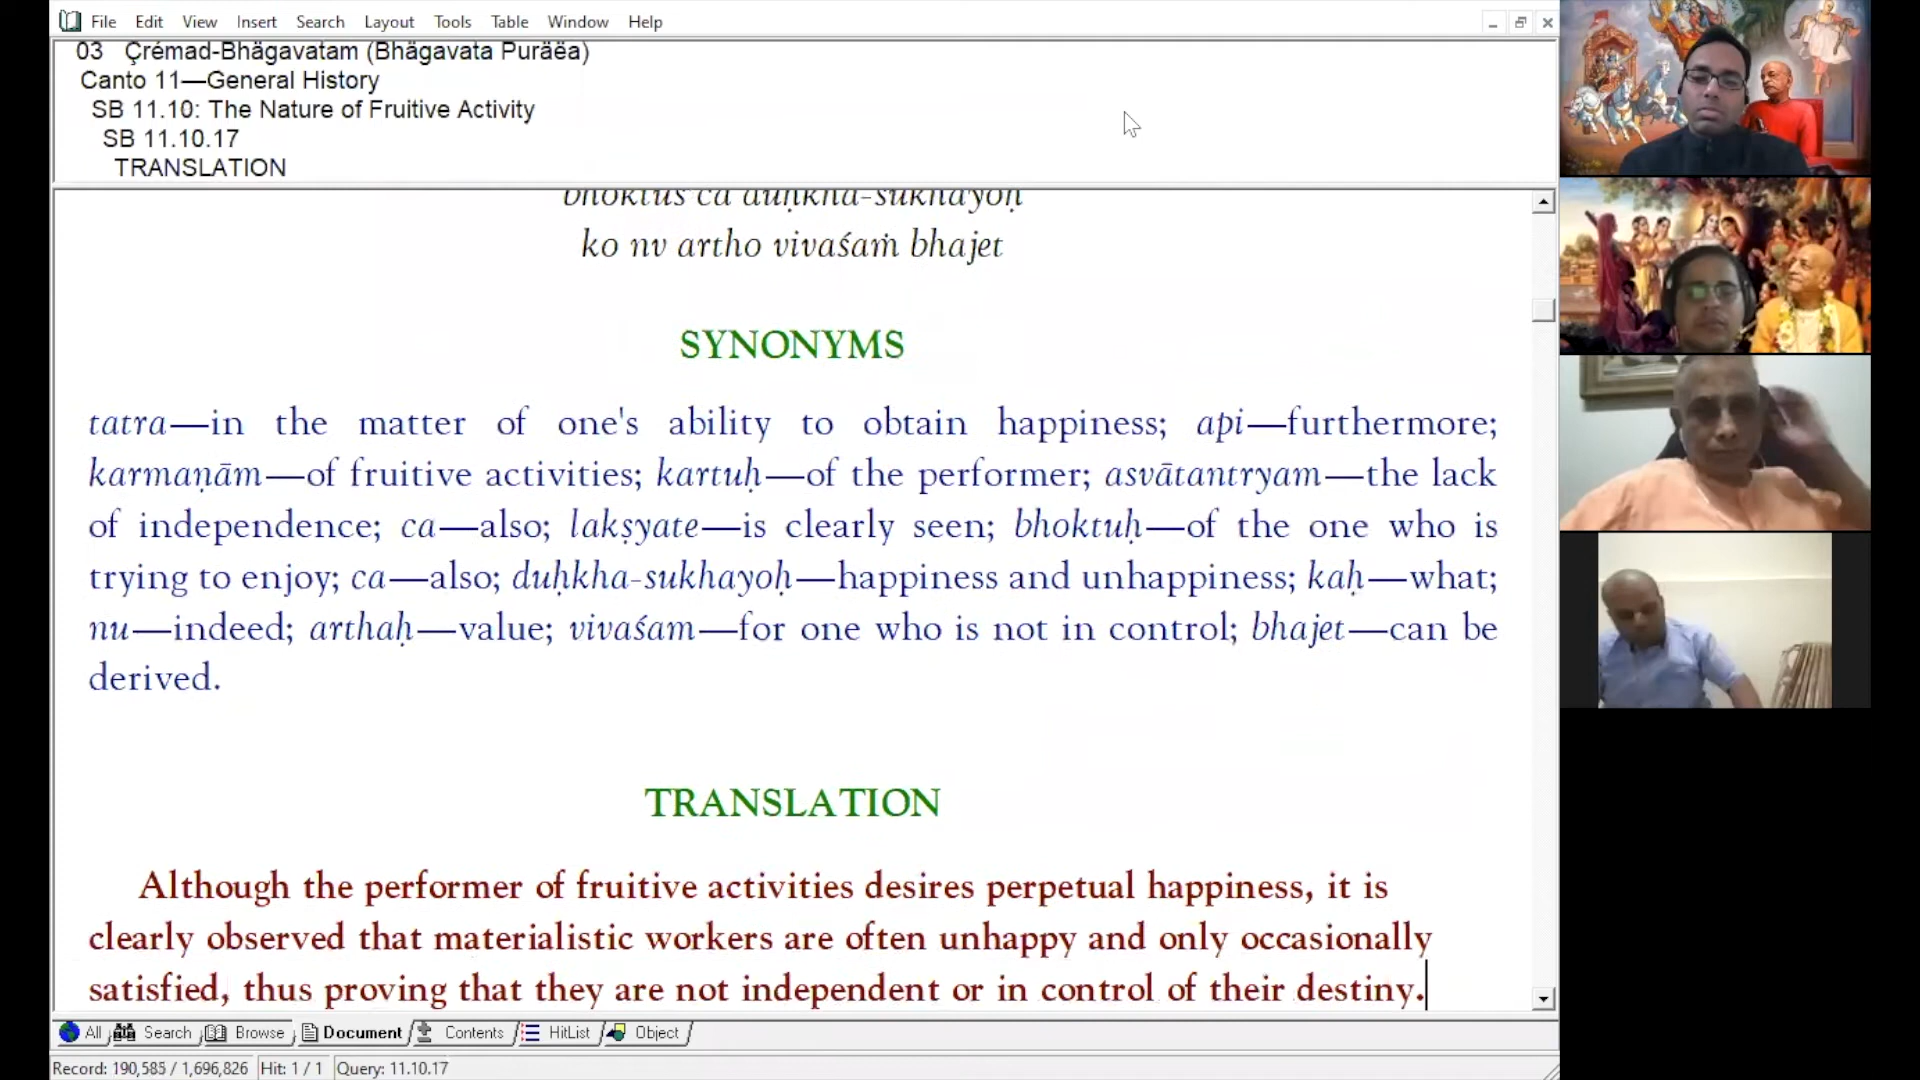 File Edit View Insert Search Layout Tools Table Window Help
03 Çrémad-Bhägavatam (Bhägavata Puräëa)
Canto 11—General History
SB 11.10: The Nature of Fruitive Activity
SB 11.10.17
TRANSLATION
bhoktuś ca duḥkha-sukhayoḥ
ko nv artho vivaśaṁ bhajet
SYNONYMS
tatra—in the matter of one's ability to obtain happiness; api—furthermore;
karmaṇām—of fruitive activities; kartuḥ—of the performer; asvātantryam—the lack
of independence; ca—also; lakṣyate—is clearly seen; bhoktuḥ—of the one who is
trying to enjoy; ca—also; duḥkha-sukhayoḥ—happiness and unhappiness; kaḥ—what;
nu—indeed; arthaḥ—value; vivaśam—for one who is not in control; bhajet—can be
derived.
TRANSLATION
Although the performer of fruitive activities desires perpetual happiness, it is
clearly observed that materialistic workers are often unhappy and only occasionally
satisfied, thus proving that they are not independent or in control of their destiny.
All Search Browse Document Contents HitList Object
Record: 190,585 / 1,696,826 Hit: 1 / 1 Query: 11.10.17